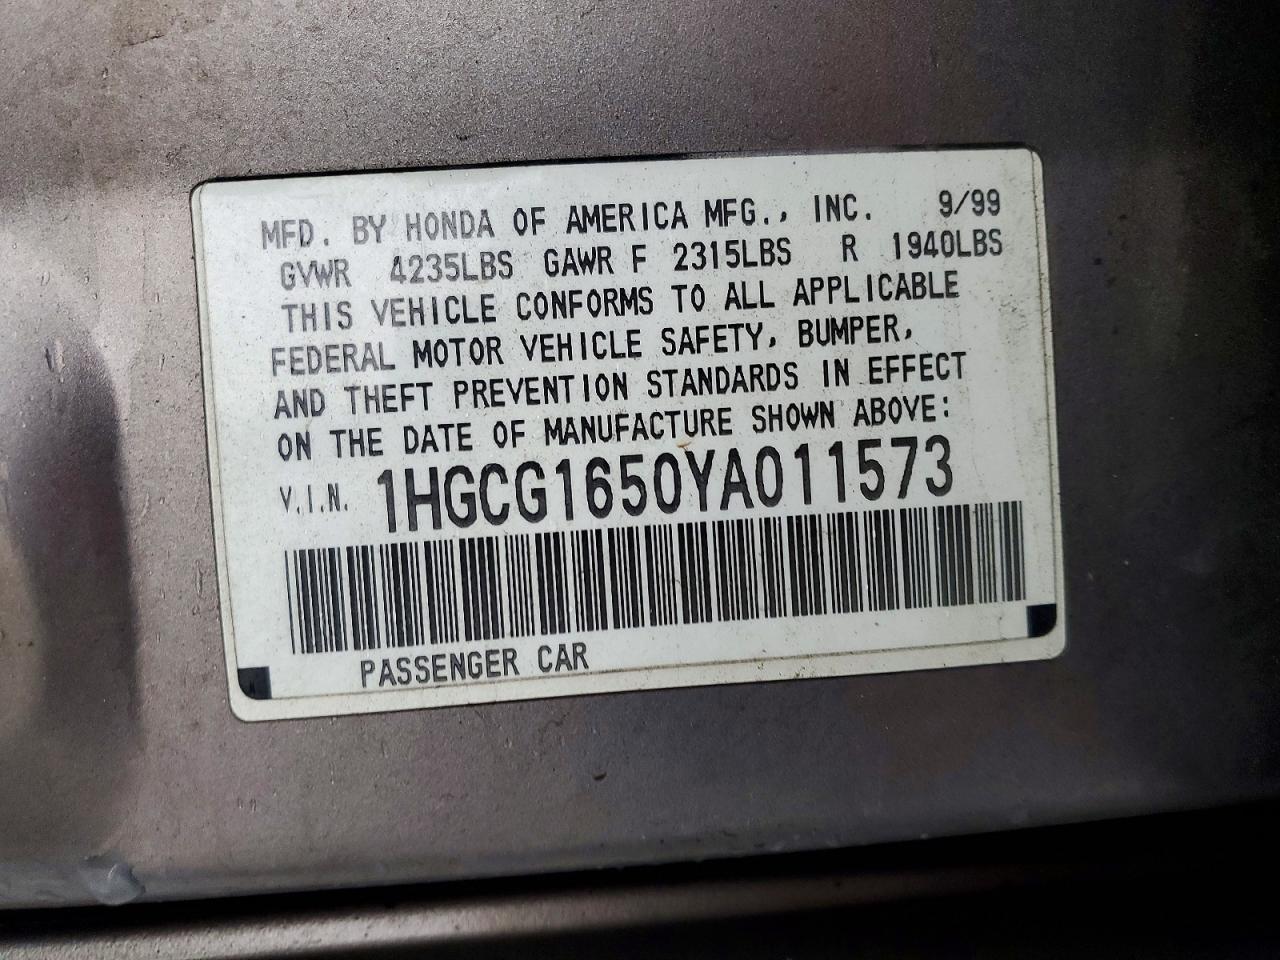 MFD. BY HONDA OF AMERICA MFG., INC. 9/99
GVWR 4235LBS GAWR F 2315LBS R 1940LBS
THIS VEHICLE CONFORMS TO ALL APPLICABLE
FEDERAL MOTOR VEHICLE SAFETY, BUMPER,
AND THEFT PREVENTION STANDARDS IN EFFECT
ON THE DATE OF MANUFACTURE SHOWN ABOVE:
V.I.N. 1HGCG1650YA011573
PASSENGER CAR